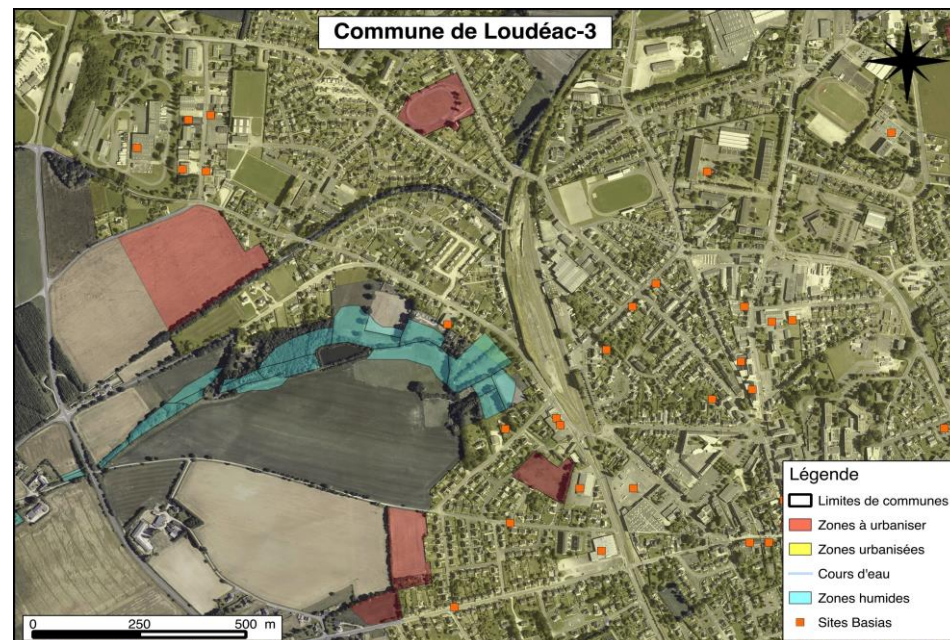 Commune de Loudéac-3
Légende
Limites de communes
Zones à urbaniser
Zones urbanisées
Cours d'eau
Zones humides
Sites Basias
0 250 500 m